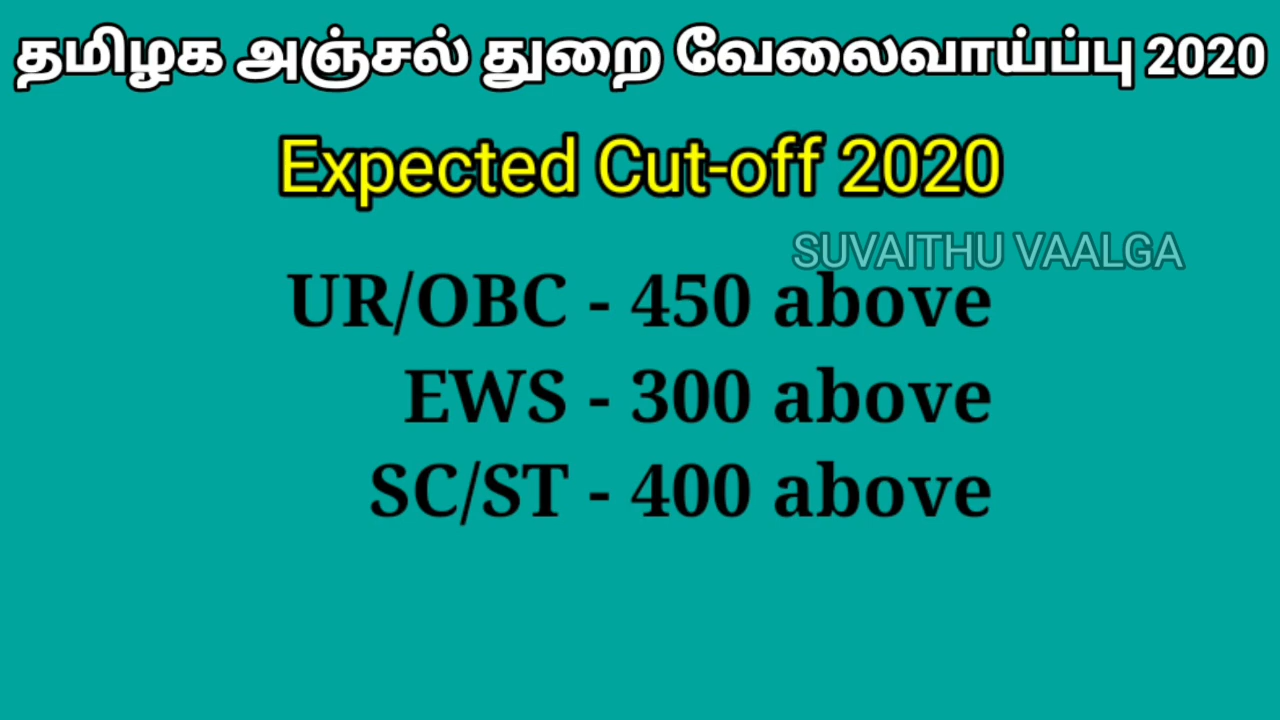 தமிழக அஞ்சல் துறை வேலைவாய்ப்பு 2020
Expected Cut-off 2020
SUVAITHU VAALGA
UR/OBC - 450 above
EWS - 300 above
SC/ST - 400 above